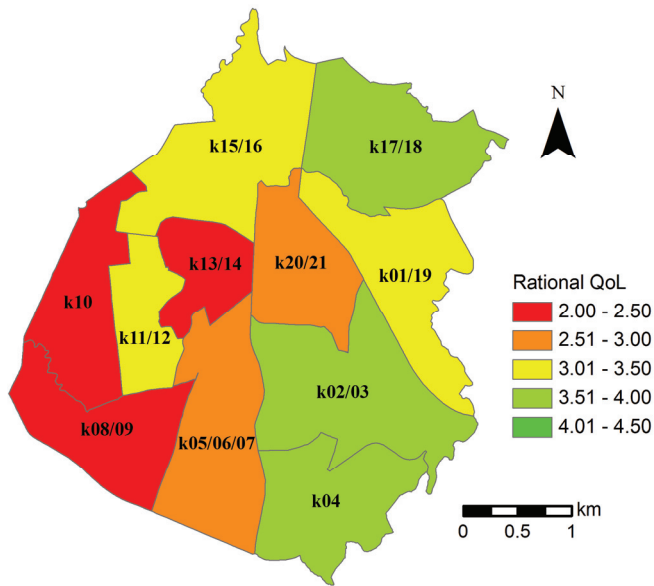 N
k15/16
k17/18
k13/14
k20/21
k01/19
k10
k11/12
k02/03
k08/09
k05/06/07
k04
Rational QoL
2.00 - 2.50
2.51 - 3.00
3.01 - 3.50
3.51 - 4.00
4.01 - 4.50
km
0 0.5 1